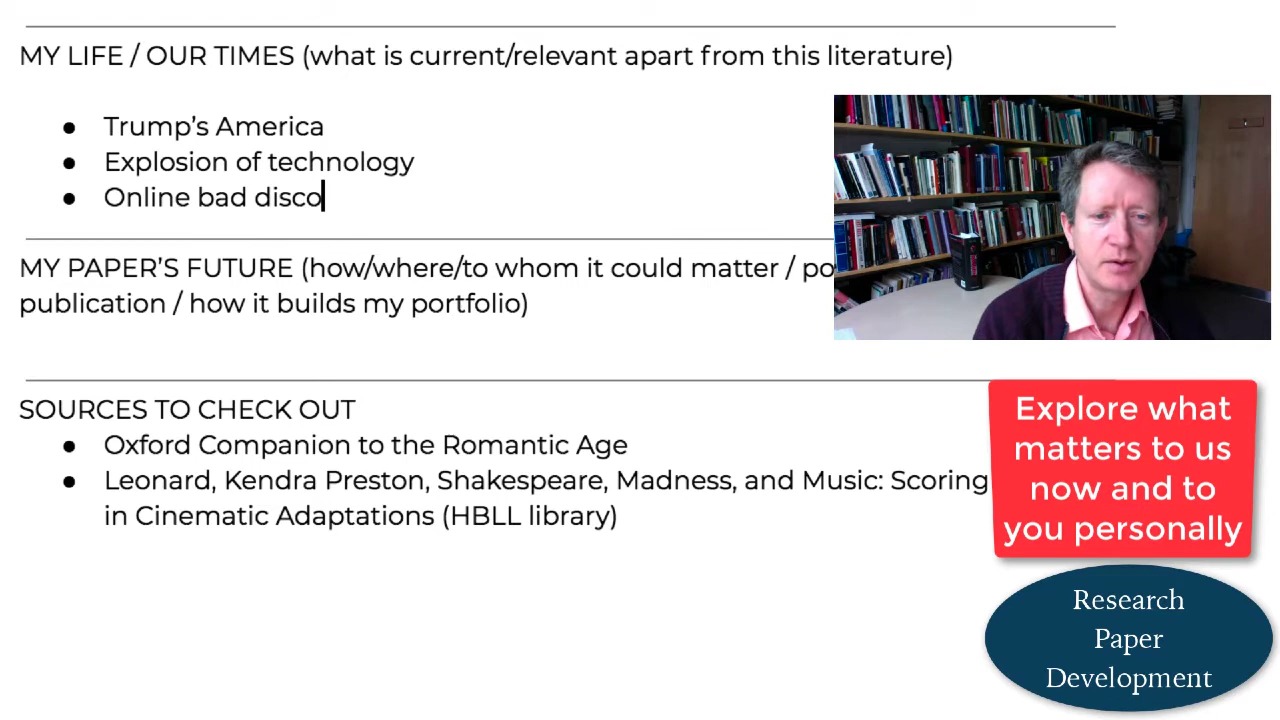 MY LIFE / OUR TIMES (what is current/relevant apart from this literature)
Trump's America
Explosion of technology
Online bad disco
MY PAPER'S FUTURE (how/where/to whom it could matter / po
publication / how it builds my portfolio)
SOURCES TO CHECK OUT
Oxford Companion to the Romantic Age
Leonard, Kendra Preston, Shakespeare, Madness, and Music: Scoring
in Cinematic Adaptations (HBLL library)
Explore what
matters to us
now and to
you personally
Research
Paper
Development